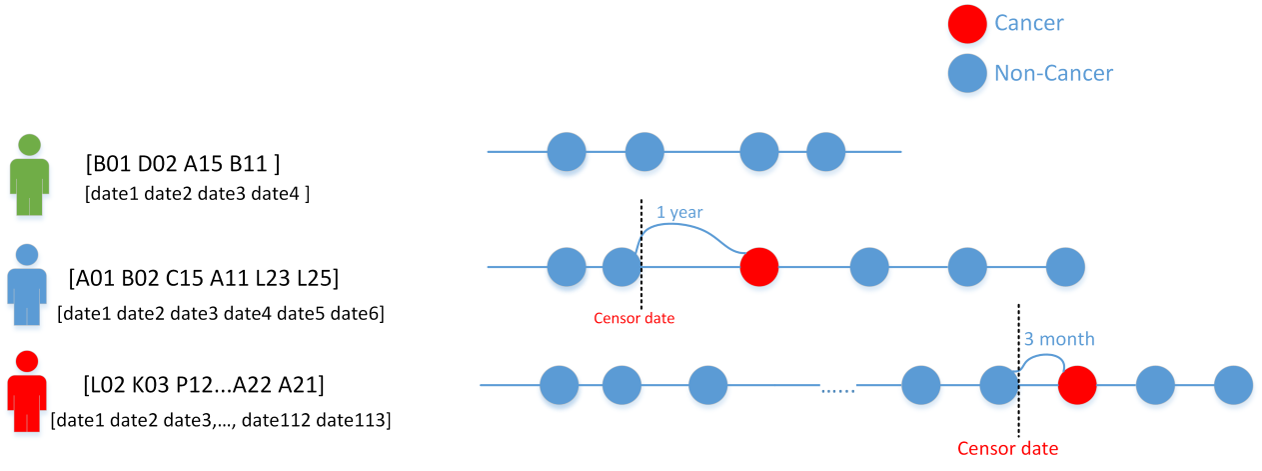 Cancer
Non-Cancer
[B01 D02 A15 B11 ]
[date1 date2 date3 date4 ]
1 year
[A01 B02 C15 A11 L23 L25]
[date1 date2 date3 date4 date5 date6]
Censor date
3 month
[L02 K03 P12...A22 A21]
......
[date1 date2 date3,..., date112 date113]
Censor date